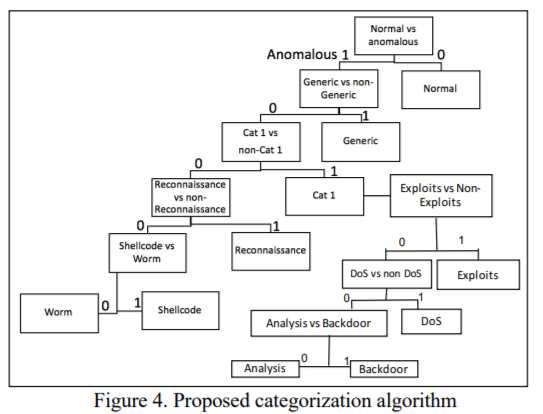 Normal vs
anomalous
Anomalous 1
0
Generic vs non-
Generic
Normal
0
1
Cat 1 vs
non-Cat 1
Generic
0
1
Reconnaissance
vs non-
Reconnaissance
Cat 1
Exploits vs Non-
Exploits
0
1
0
1
Shellcode vs
Worm
Reconnaissance
DoS vs non DoS
Exploits
0
1
0
1
Worm
Shellcode
Analysis vs Backdoor
DoS
0
1
Analysis
Backdoor
Figure 4. Proposed categorization algorithm